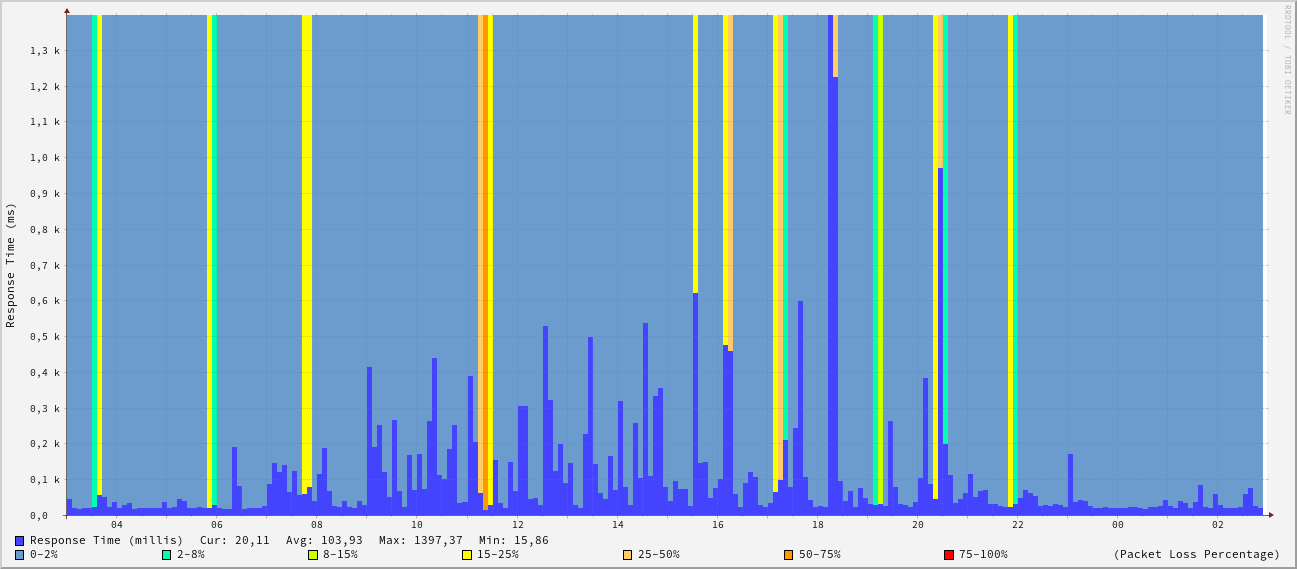 RRDTOOL / TOBI OETIKER
Response Time (ms)
1,3 k
1,2 k
1,1 k
1,0 k
0,9 k
0,8 k
0,7 k
0,6 k
0,5 k
0,4 k
0,3 k
0,2 k
0,1 k
0,0
04 06 08 10 12 14 16 18 20 22 00 02
Response Time (millis) Cur: 20,11 Avg: 103,93 Max: 1397,37 Min: 15,86
0-2% 2-8% 8-15% 15-25% 25-50% 50-75% 75-100% (Packet Loss Percentage)